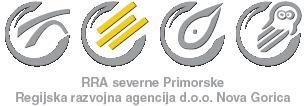 RRA severne Primorske
Regijska razvojna agencija d.o.o. Nova Gorica